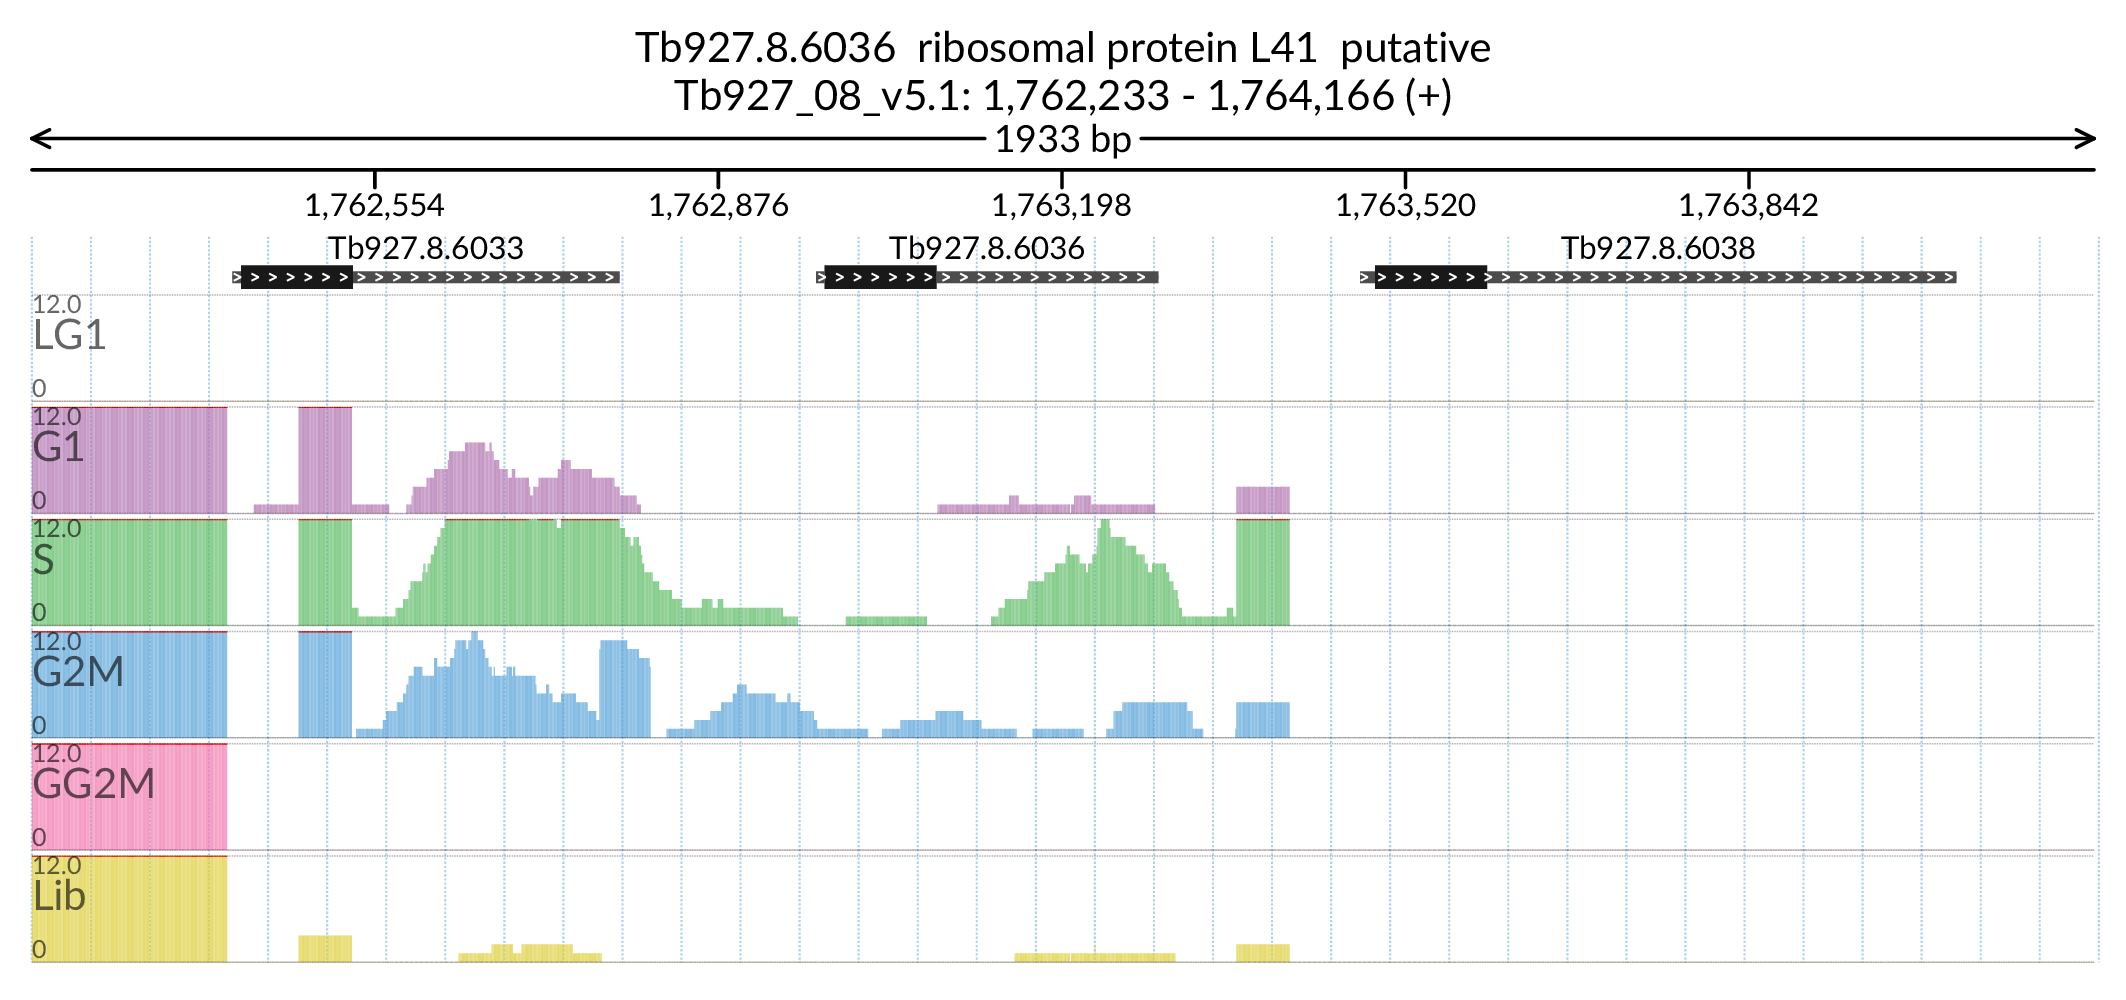 Tb927.8.6036 ribosomal protein L41 putative
Tb927_08_v5.1: 1,762,233 - 1,764,166 (+)
1933 bp
1,762,554 1,762,876 1,763,198 1,763,520 1,763,842
Tb927.8.6033 Tb927.8.6036 Tb927.8.6038
12.0
LG1
0
12.0
G1
0
12.0
S
0
12.0
G2M
0
12.0
GG2M
0
12.0
Lib
0